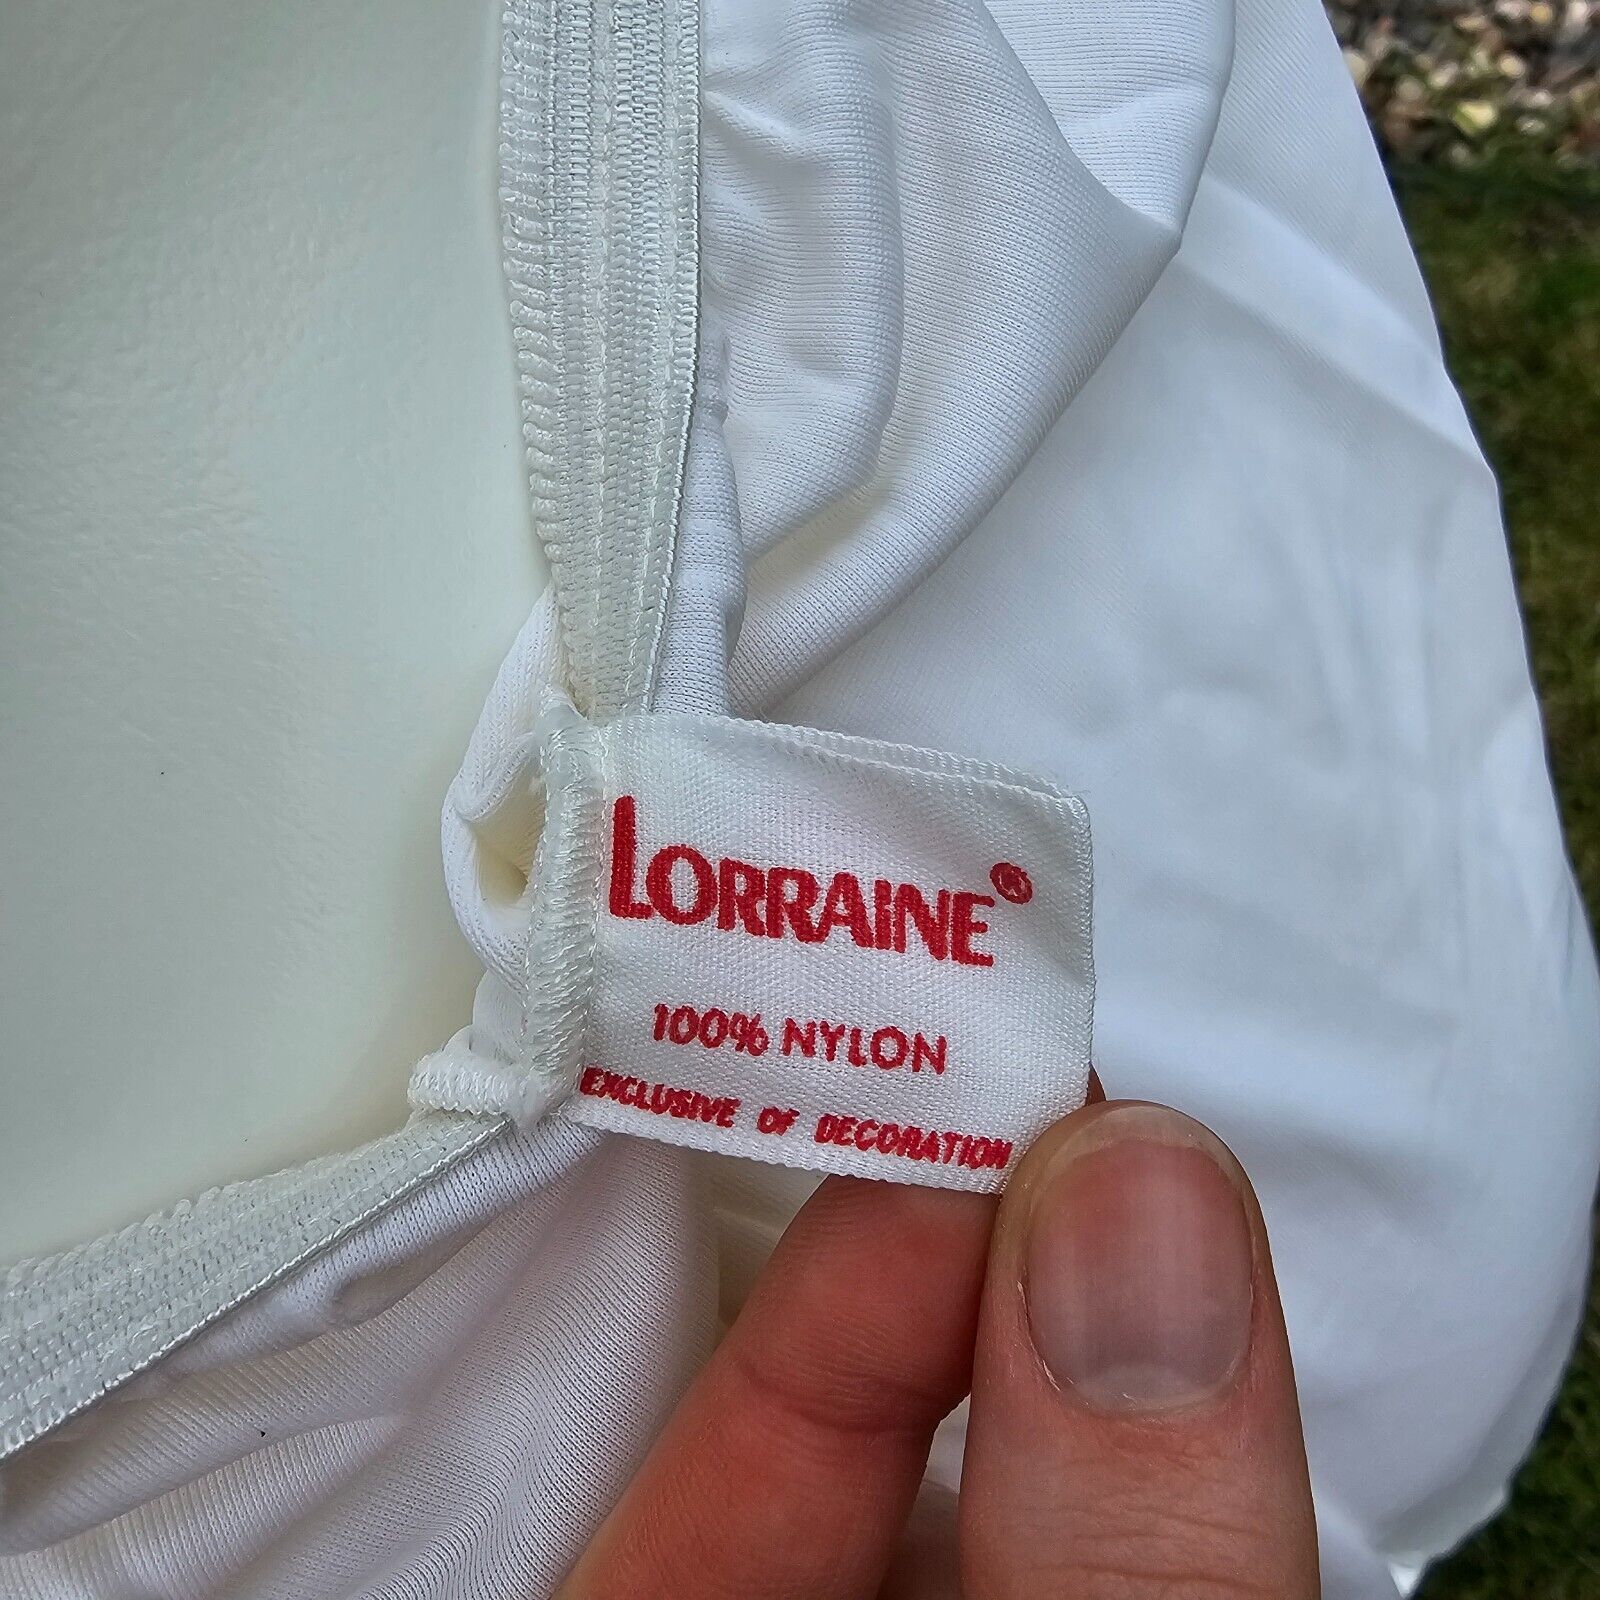 LORRAINE®
100% NYLON
EXCLUSIVE OF DECORATION